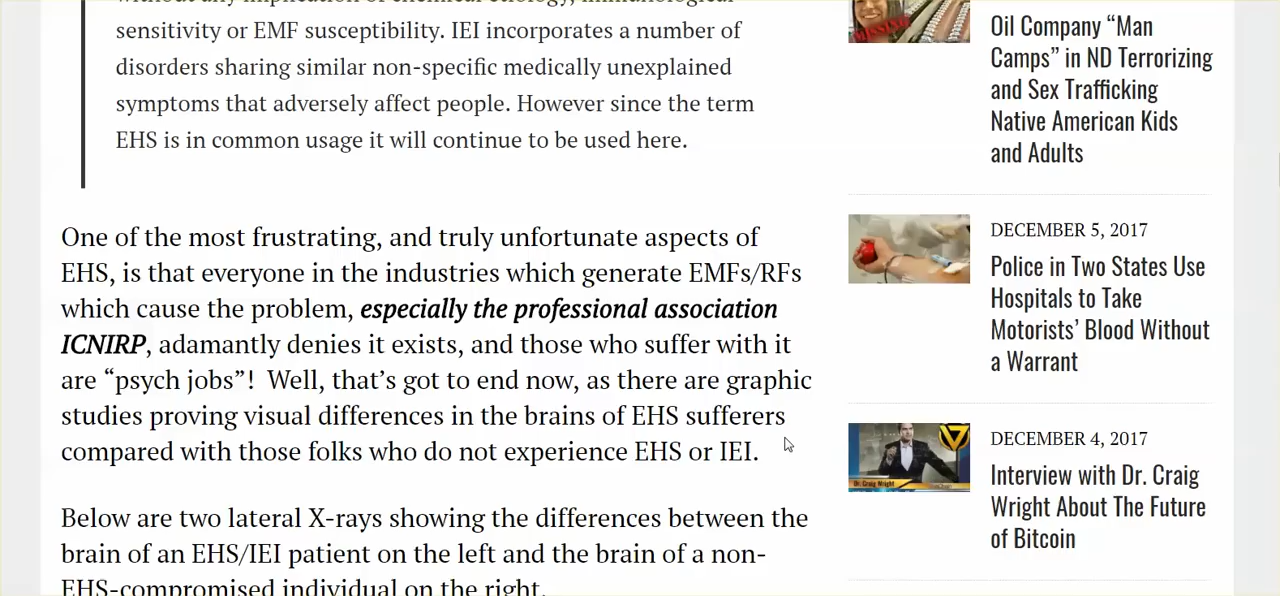 sensitivity or EMF susceptibility. IEI incorporates a number of
disorders sharing similar non-specific medically unexplained
symptoms that adversely affect people. However since the term
EHS is in common usage it will continue to be used here.
One of the most frustrating, and truly unfortunate aspects of
EHS, is that everyone in the industries which generate EMFs/RFs
which cause the problem, especially the professional association
ICNIRP, adamantly denies it exists, and those who suffer with it
are “psych jobs”!  Well, that’s got to end now, as there are graphic
studies proving visual differences in the brains of EHS sufferers
compared with those folks who do not experience EHS or IEI.
Below are two lateral X-rays showing the differences between the
brain of an EHS/IEI patient on the left and the brain of a non-
EHS-compromised individual on the right.
MISSING
Oil Company “Man
Camps” in ND Terrorizing
and Sex Trafficking
Native American Kids
and Adults
DECEMBER 5, 2017
Police in Two States Use
Hospitals to Take
Motorists’ Blood Without
a Warrant
Dr. Craig Wright
DECEMBER 4, 2017
Interview with Dr. Craig
Wright About The Future
of Bitcoin